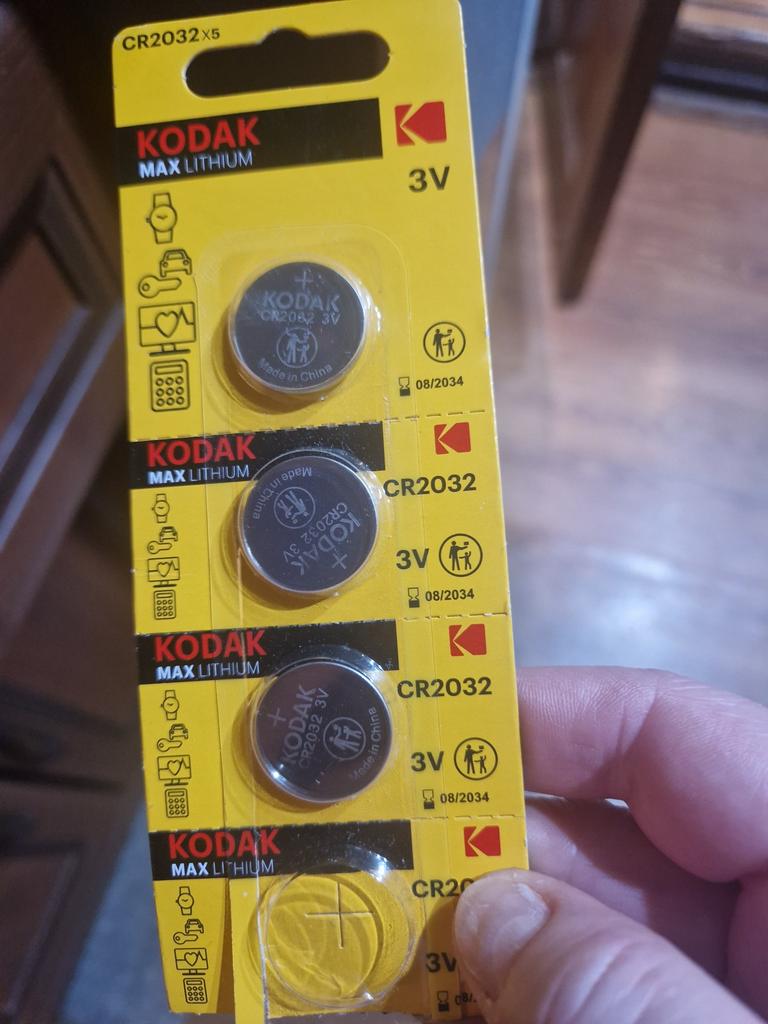 CR2032x5
KODAK
MAX LITHIUM
3V
+
KODAK
CR2032 3V
Made in China
08/2034
KODAK
MAX LITHIUM
CR2032
+
KODAK
CR2032 3V
Made in China
3V
08/2034
KODAK
MAX LITHIUM
CR2032
+
KODAK
CR2032 3V
Made in China
3V
08/2034
KODAK
MAX LITHIUM
CR20
+
3V
08/